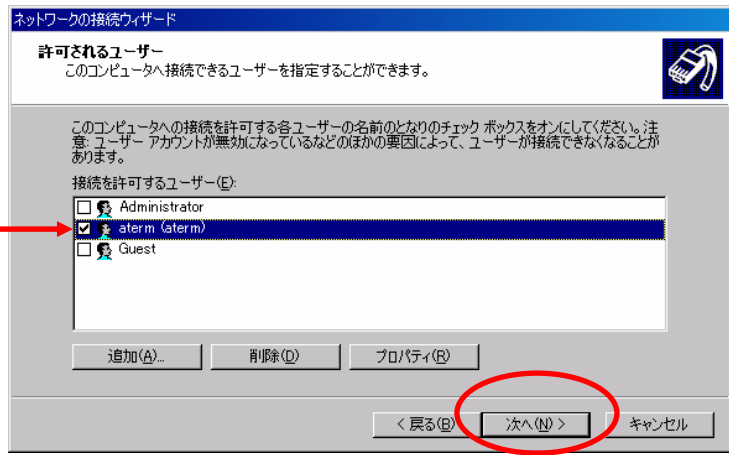 ネットワークの接続ウィザード
許可されるユーザー
このコンピュータへ接続できるユーザーを指定することができます。
このコンピュータへの接続を許可する各ユーザーの名前のとなりのチェック ボックスをオンにしてください。注
意: ユーザー アカウントが無効になっているなどのほかの要因によって、ユーザーが接続できなくなることが
あります。
接続を許可するユーザー(E):
Administrator
aterm (aterm)
Guest
追加(A)...
削除(D)
プロパティ(R)
< 戻る(B)
次へ(N) >
キャンセル